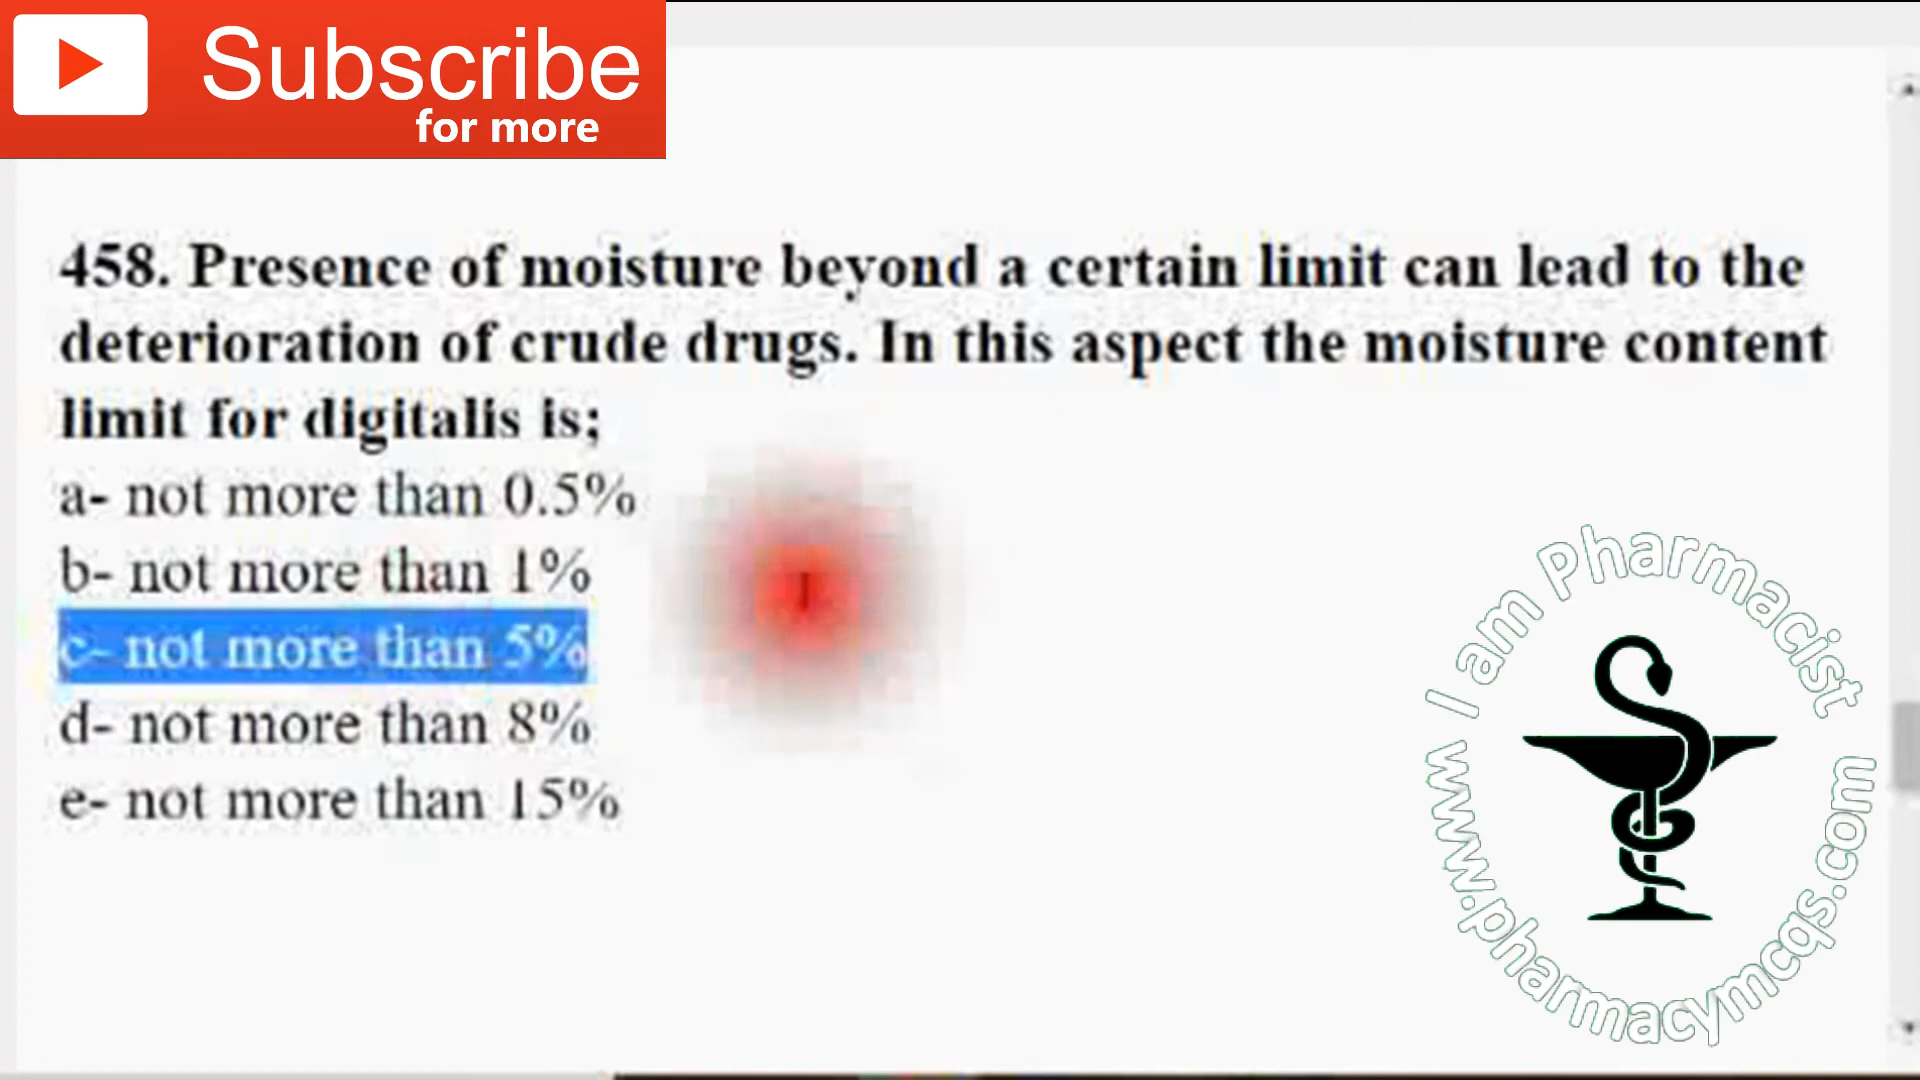 Subscribe
for more
458. Presence of moisture beyond a certain limit can lead to the
deterioration of crude drugs. In this aspect the moisture content
limit for digitalis is;
a- not more than 0.5%
b- not more than 1%
c- not more than 5%
d- not more than 8%
e- not more than 15%
I am Pharmacist
www.pharmacymcqs.com